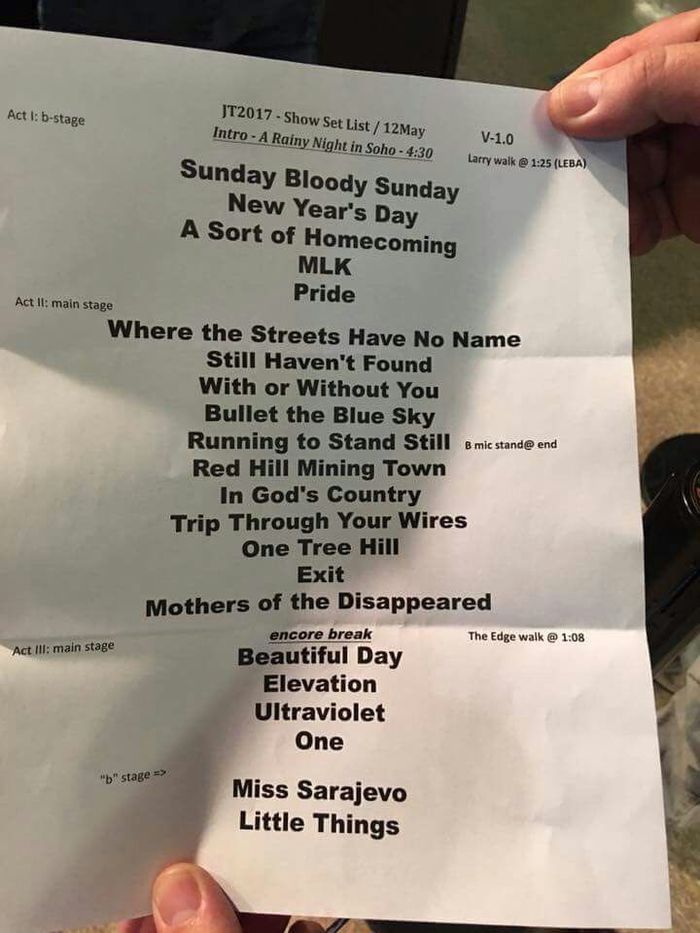 JT2017 - Show Set List / 12May
Act I: b-stage
V-1.0
Intro - A Rainy Night in Soho - 4:30
Larry walk @ 1:25 (LEBA)
Sunday Bloody Sunday
New Year's Day
A Sort of Homecoming
MLK
Pride
Act II: main stage
Where the Streets Have No Name
Still Haven't Found
With or Without You
Bullet the Blue Sky
Running to Stand Still B mic stand@ end
Red Hill Mining Town
In God's Country
Trip Through Your Wires
One Tree Hill
Exit
Mothers of the Disappeared
encore break
The Edge walk @ 1:08
Act III: main stage
Beautiful Day
Elevation
Ultraviolet
One
"b" stage =>
Miss Sarajevo
Little Things